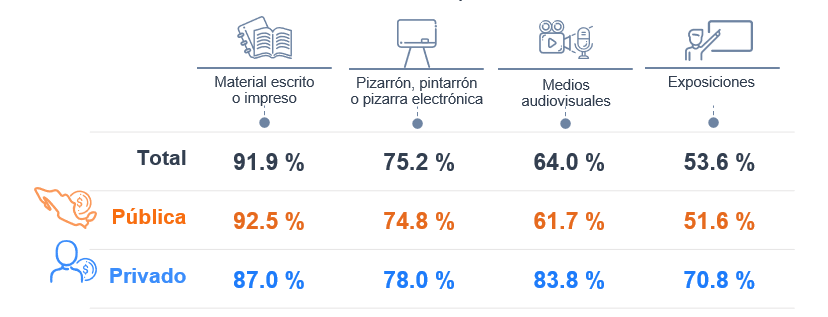 Material escrito
o impreso
Pizarrón, pintarrón
o pizarra electrónica
Medios
audiovisuales
Exposiciones
Total 91.9 % 75.2 % 64.0 % 53.6 %
Pública 92.5 % 74.8 % 61.7 % 51.6 %
Privado 87.0 % 78.0 % 83.8 % 70.8 %
$
$